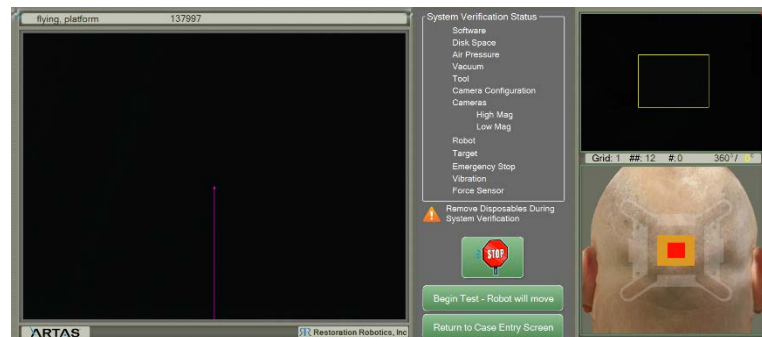 flying, platform 137997
System Verification Status
Software
Disk Space
Air Pressure
Vacuum
Tool
Camera Configuration
Cameras
High Mag
Low Mag
Robot
Target
Emergency Stop
Vibration
Force Sensor
Remove Disposables During
System Verification
STOP
Begin Test - Robot will move
Return to Case Entry Screen
ARTAS
RR Restoration Robotics, Inc
Grid: 1 ##: 12 #: 0 360°/